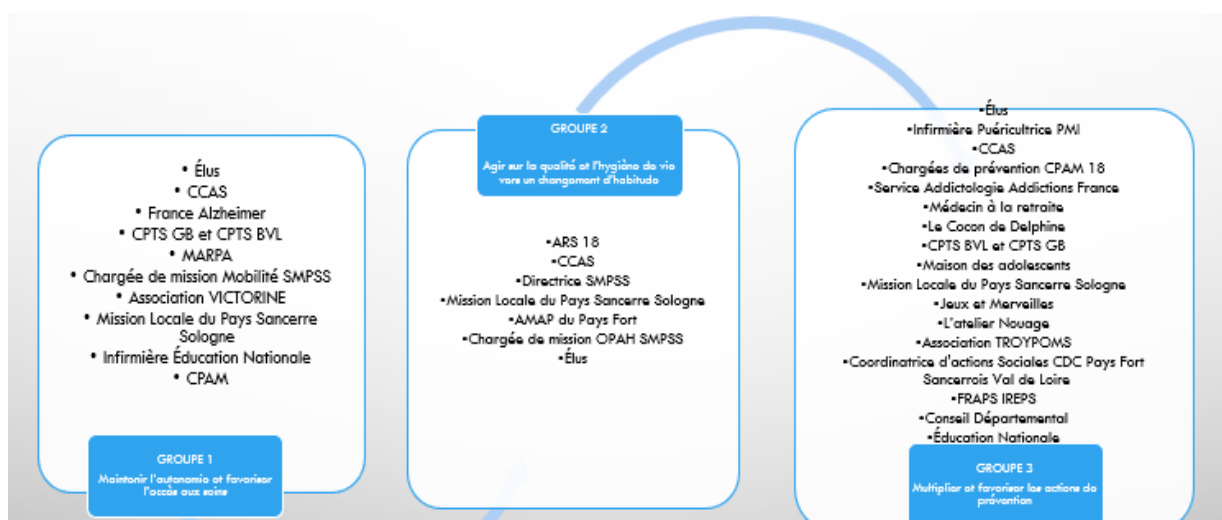 • Élus
• CCAS
• France Alzheimer
• CPTS GB et CPTS BVL
• MARPA
• Chargée de mission Mobilité SMPSS
• Association VICTORINE
• Mission Locale du Pays Sancerre
Sologne
• Infirmière Éducation Nationale
• CPAM
GROUPE 1
Maintenir l'autonomie et favoriser
l'accès aux soins
GROUPE 2
Agir sur la qualité et l'hygiène de vie
vers un changement d'habitude
▪ARS 18
▪CCAS
▪Directrice SMPSS
▪Mission Locale du Pays Sancerre Sologne
▪AMAP du Pays Fort
▪Chargée de mission OPAH SMPSS
▪Élus
▪Élus
▪Infirmière Puéricultrice PMI
▪CCAS
▪Chargées de prévention CPAM 18
▪Service Addictologie Addictions France
▪Médecin à la retraite
▪Le Cocon de Delphine
▪CPTS BVL et CPTS GB
▪Maison des adolescents
▪Mission Locale du Pays Sancerre Sologne
▪Jeux et Merveilles
▪L'atelier Nouage
▪Association TROYPOMS
▪Coordinatrice d'actions Sociales CDC Pays Fort
Sancerrois Val de Loire
▪FRAPS IREPS
▪Conseil Départemental
▪Éducation Nationale
GROUPE 3
Multiplier et favoriser les actions de
prévention